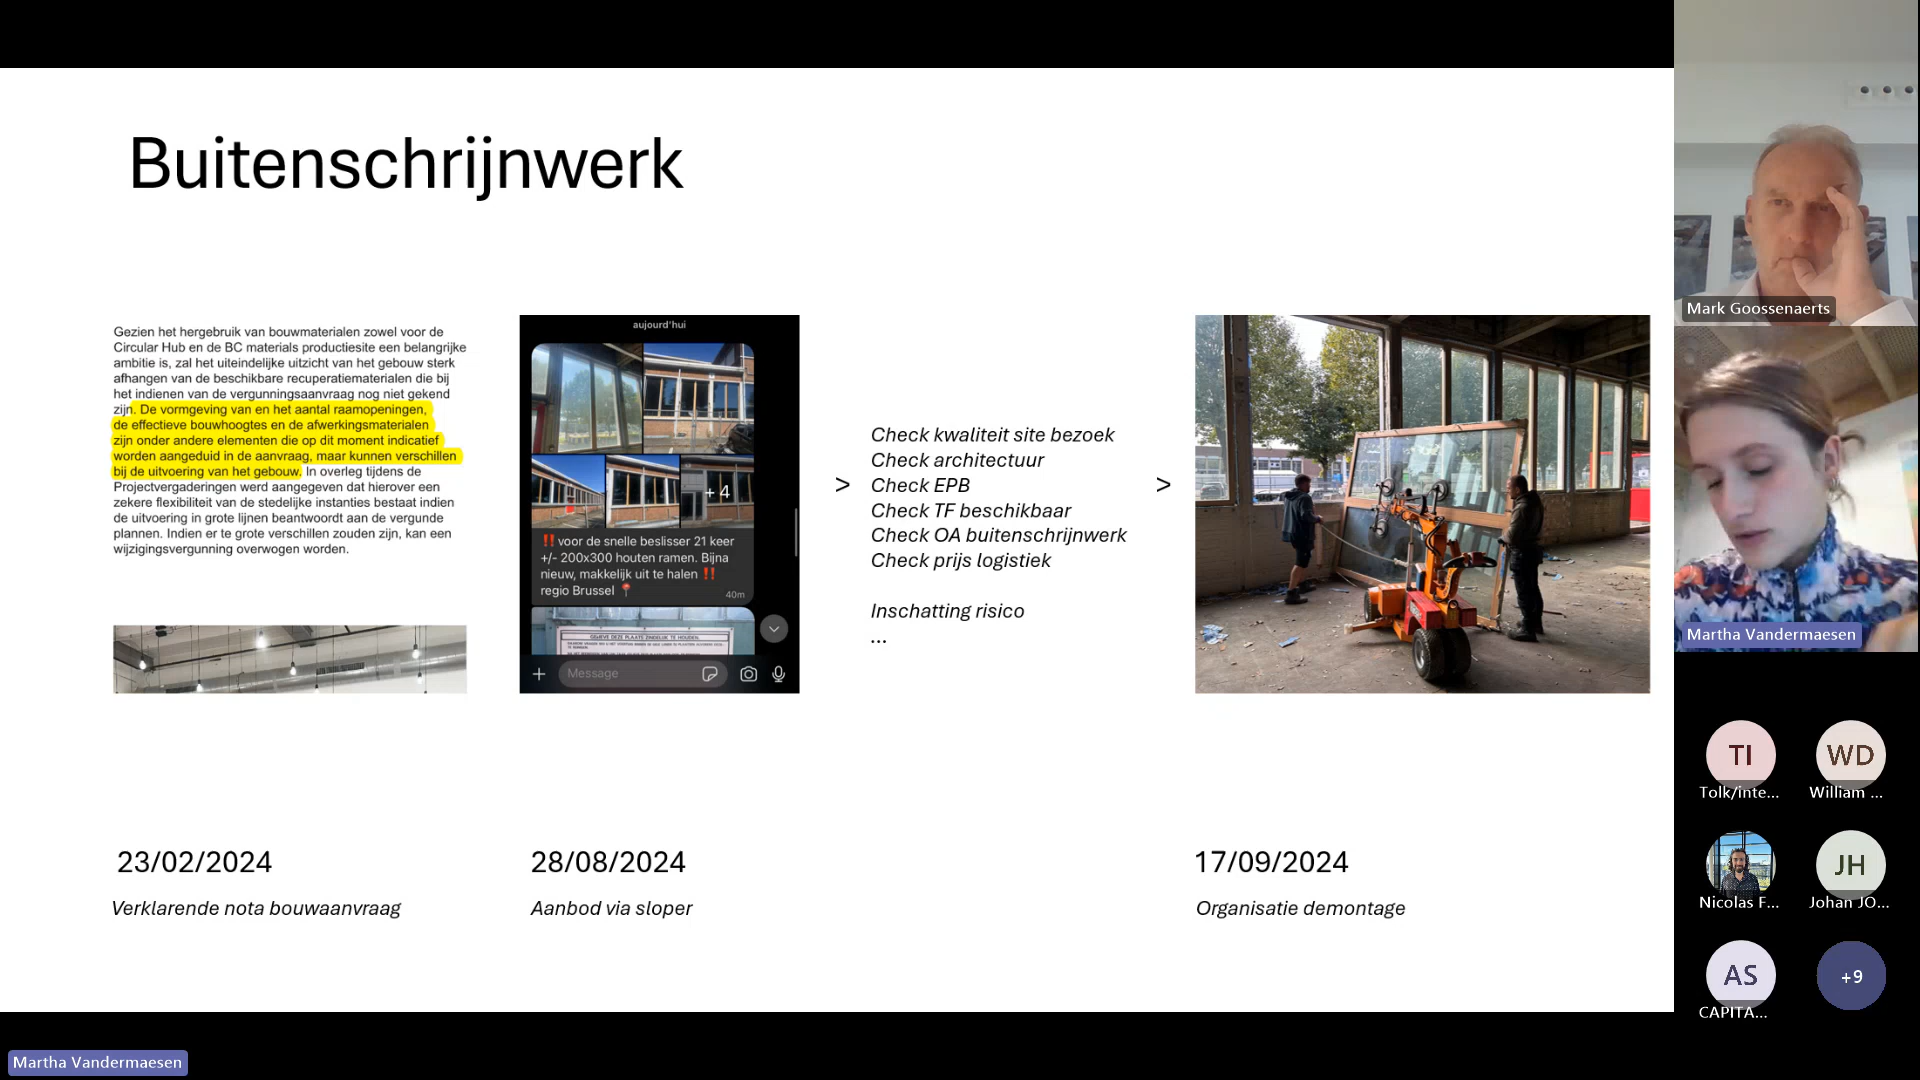 Buitenschrijnwerk
Gezien het hergebruik van bouwmaterialen zowel voor de
Circular Hub en de BC materials productiesite een belangrijke
ambitie is, zal het uiteindelijke uitzicht van het gebouw sterk
afhangen van de beschikbare recuperatiematerialen die bij
het indienen van de vergunningsaanvraag nog niet gekend
zijn. De vormgeving van en het aantal raamopeningen,
de effectieve bouwhoogtes en de afwerkingsmaterialen
zijn onder andere elementen die op dit moment indicatief
worden aangeduid in de aanvraag, maar kunnen verschillen
bij de uitvoering van het gebouw. In overleg tijdens de
Projectvergaderingen werd aangegeven dat hierover een
zekere flexibiliteit van de stedelijke instanties bestaat indien
de uitvoering in grote lijnen beantwoordt aan de vergunde
plannen. Indien er te grote verschillen zouden zijn, kan een
wijzigingsvergunning overwogen worden.
23/02/2024
Verklarende nota bouwaanvraag
aujourd'hui
+4
‼️voor de snelle beslisser 21 keer
+/- 200x300 houten ramen. Bijna
nieuw, makkelijk uit te halen ‼️
regio Brussel 📍
40m
GELIEVE DEZE PLAATS ZINDELIJK TE HOUDEN.
Message
28/08/2024
Aanbod via sloper
>
Check kwaliteit site bezoek
Check architectuur
Check EPB
Check TF beschikbaar
Check OA buitenschrijnwerk
Check prijs logistiek
Inschatting risico
...
>
17/09/2024
Organisatie demontage
Mark Goossenaerts
Martha Vandermaesen
TI
Tolk/inte...
WD
William ...
Nicolas F...
JH
Johan JO...
AS
CAPITA...
+9
Martha Vandermaesen